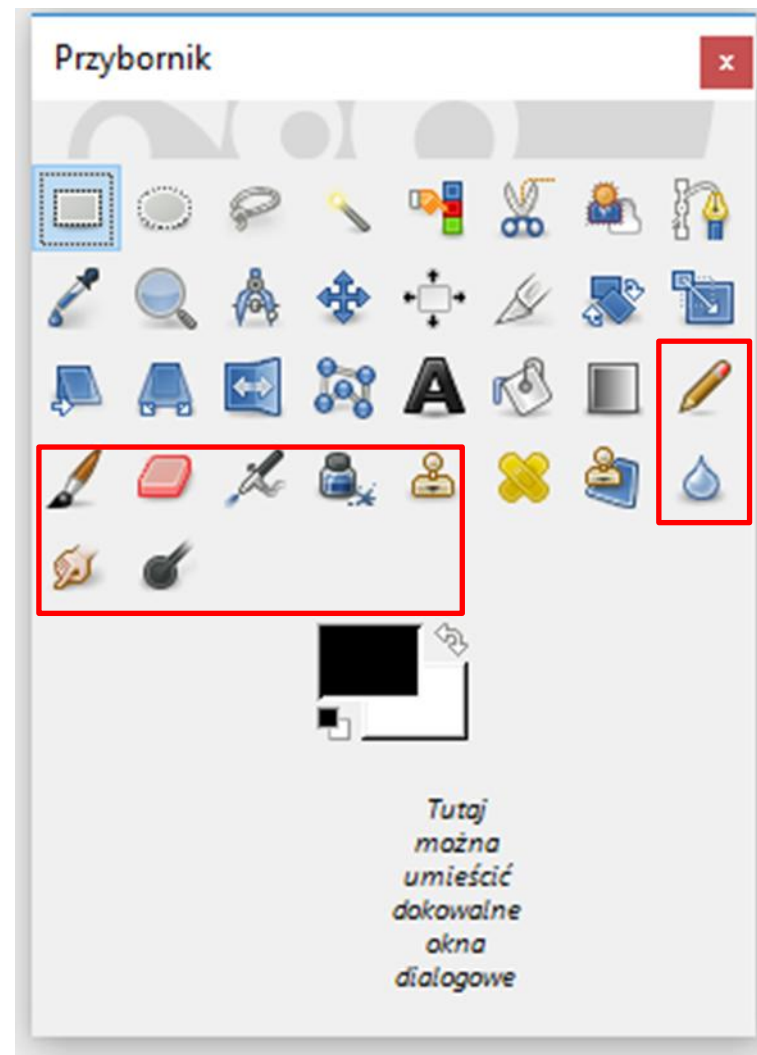 Przybornik
x
Tutaj
można
umieścić
dokowalne
okna
dialogowe